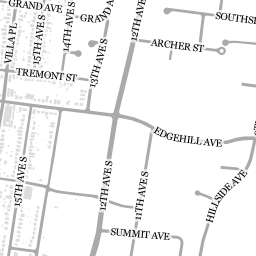 GRAND AVE
GRAND
SOUTHS
VILLA PL
15TH AVE S
14TH AVE S
12TH AVE
ARCHER ST
TREMONT ST
13TH AVE S
EDGEHILL AVE
15TH AVE S
12TH AVE S
11TH AVE S
HILLSIDE AVE
SUMMIT AVE